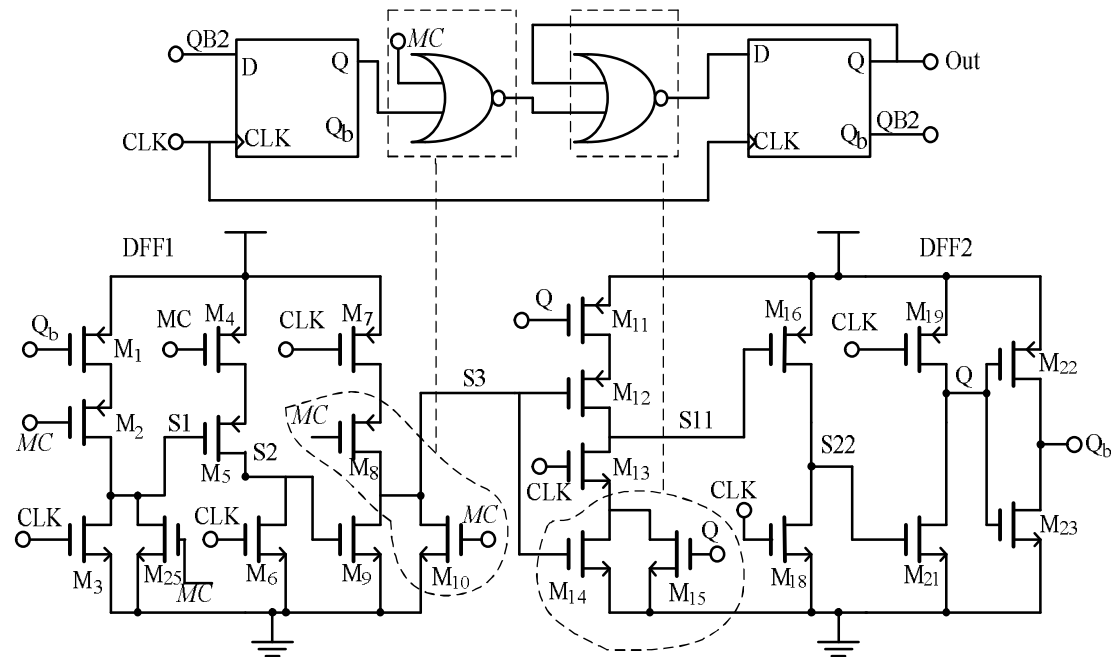 QB2
D
Q
Qb
CLK
CLK
MC
D
Q
Qb
CLK
Out
QB2
DFF1
DFF2
Qb
M1
MC
M4
CLK
M7
Q
M11
M16
CLK
M19
MC
M2
S1
M5
S2
MC
M8
S3
M12
S11
Q
M22
Qb
CLK
M3
M25
MC
CLK
M6
M9
MC
M10
CLK
M13
M14
Q
M15
S22
CLK
M18
M21
M23